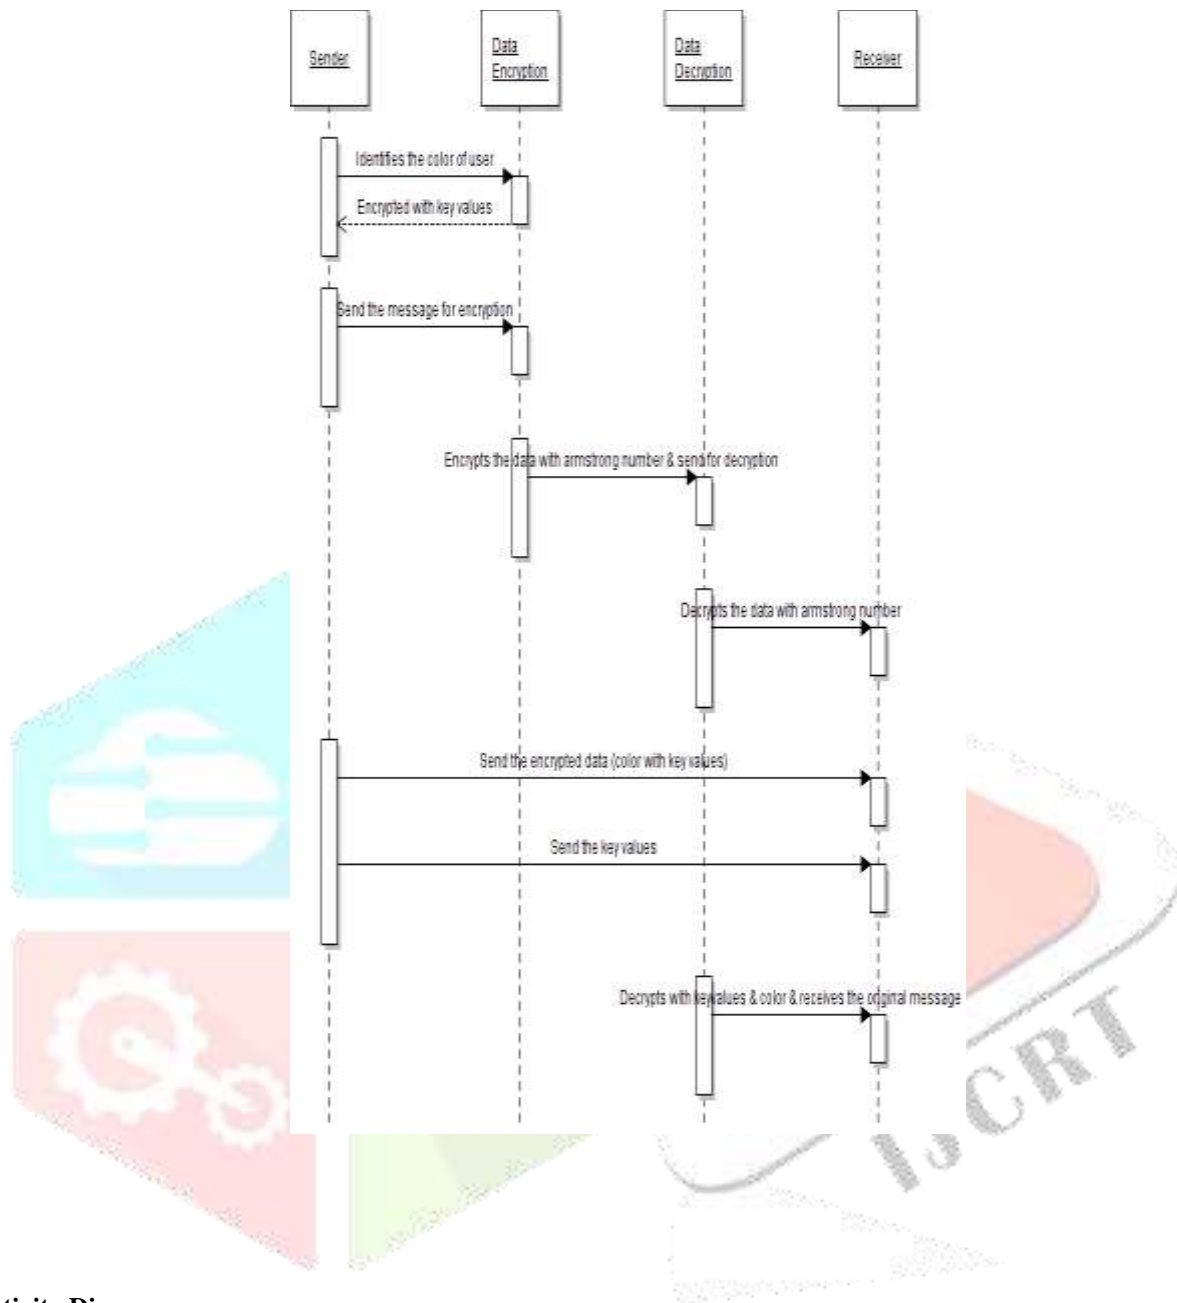 Sender
Data
Encryption
Data
Decryption
Receiver
Identifies the color of user
Encrypted with key values
Send the message for encryption
Encrypts the data with armstrong number & send for decryption
Decrypts the data with armstrong number
Send the encrypted data (color with key values)
Send the key values
Decrypts with key values & color & receives the original message
IJCRT